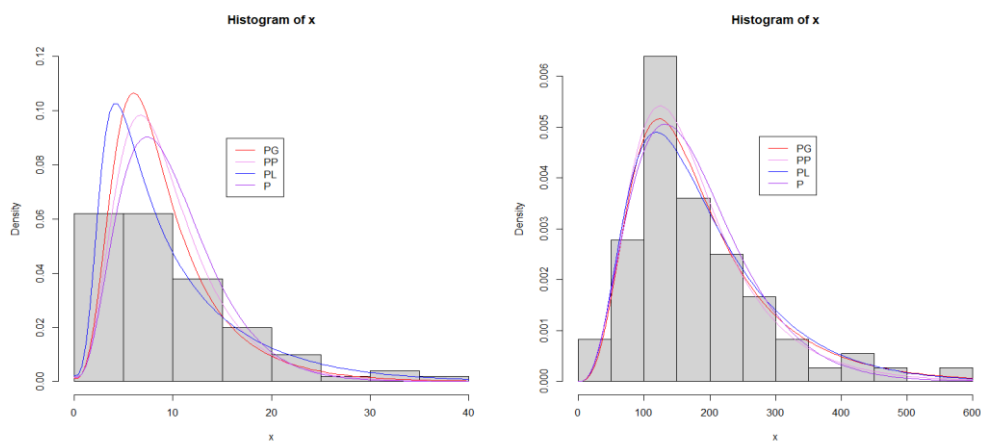 Histogram of x
0.12
0.10
0.08
0.06
0.04
0.02
0.00
Density
PG
PP
PL
P
0 10 20 30 40
x
Histogram of x
0.006
0.005
0.004
0.003
0.002
0.001
0.000
Density
PG
PP
PL
P
0 100 200 300 400 500 600
x